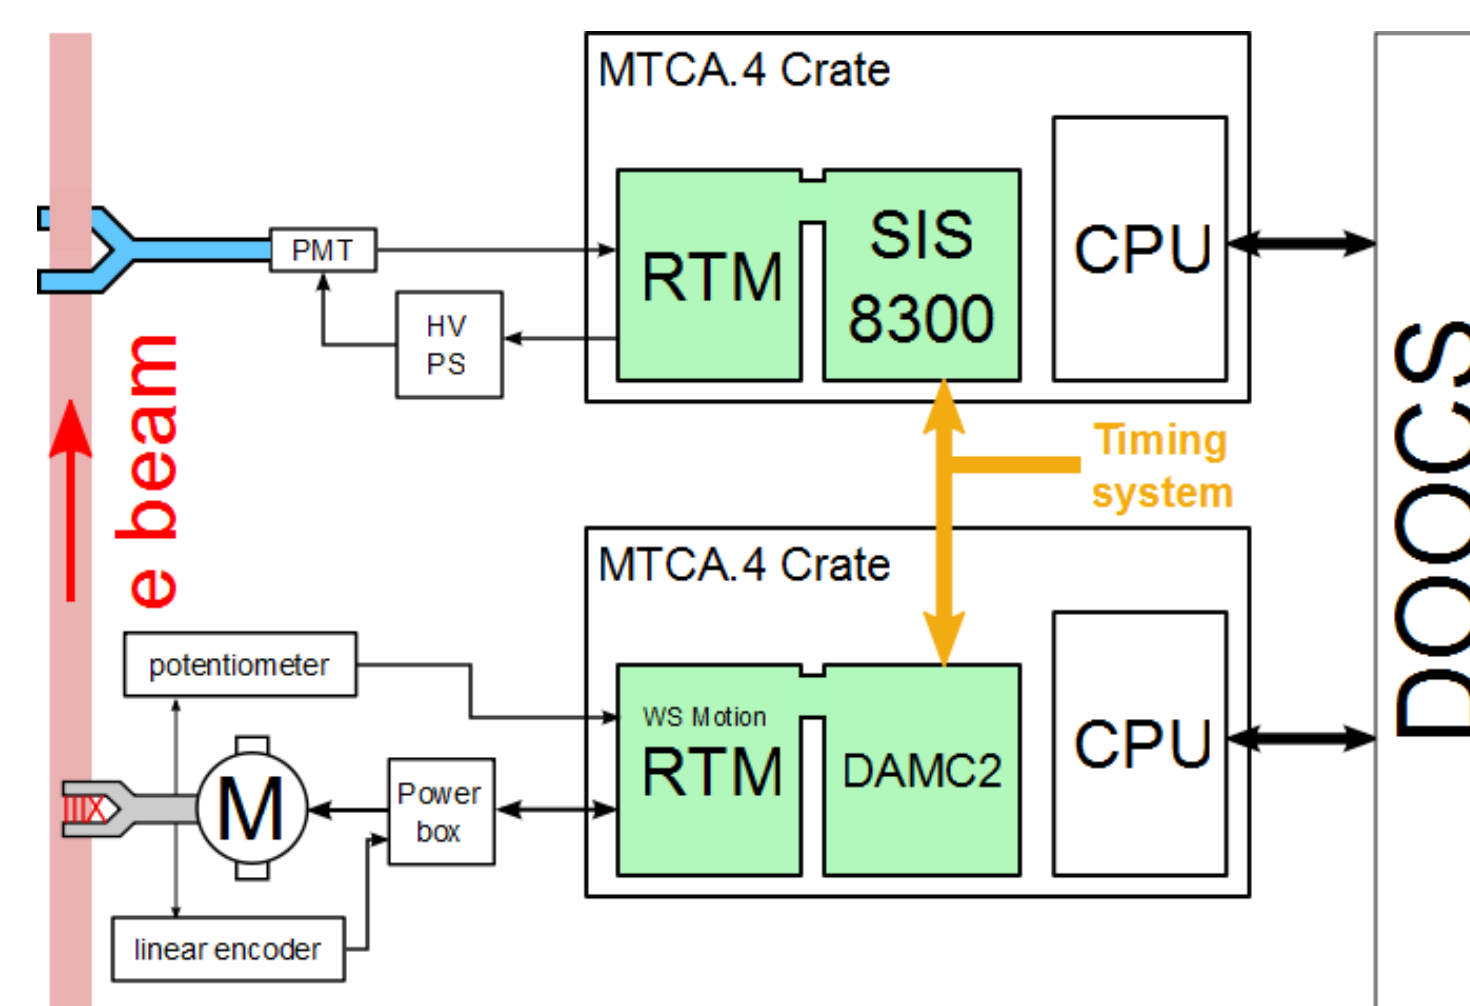 MTCA.4 Crate
PMT
HV
PS
RTM
SIS
8300
CPU
e beam
Timing
system
DOOCS
MTCA.4 Crate
potentiometer
WS Motion
RTM
DAMC2
CPU
M
Power
box
linear encoder